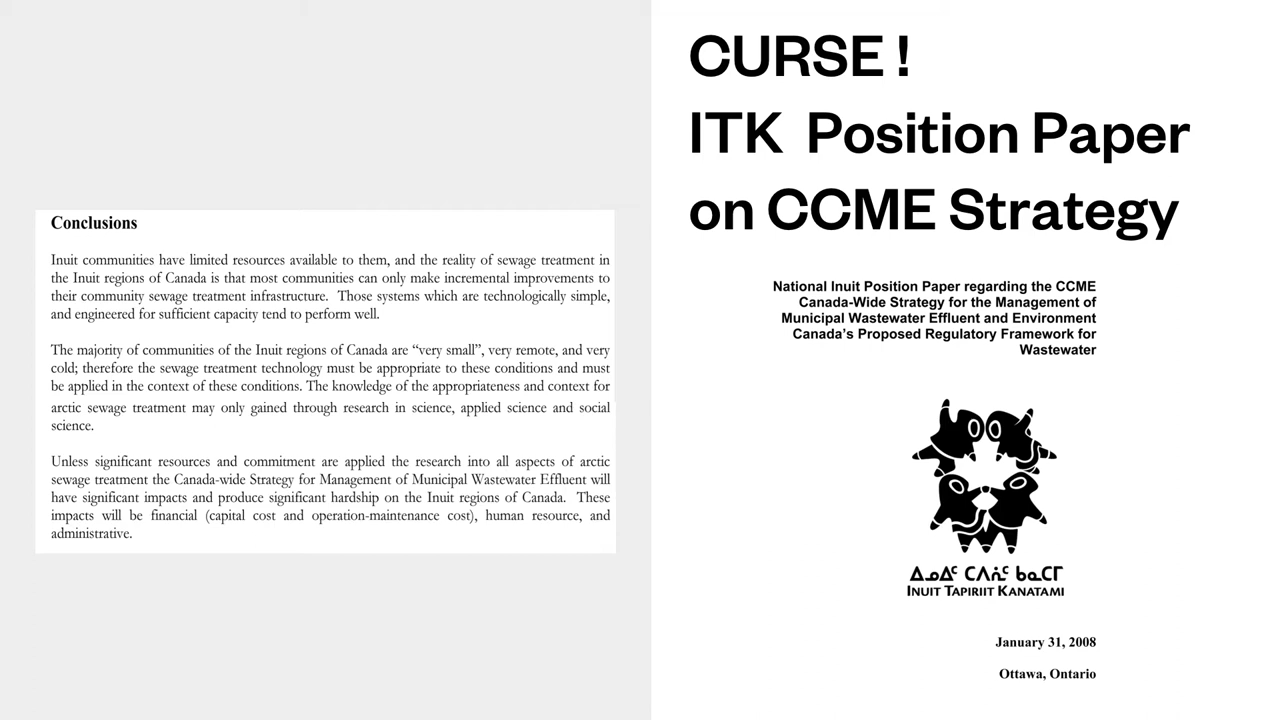 Conclusions
Inuit communities have limited resources available to them, and the reality of sewage treatment in
the Inuit regions of Canada is that most communities can only make incremental improvements to
their community sewage treatment infrastructure. Those systems which are technologically simple,
and engineered for sufficient capacity tend to perform well.
The majority of communities of the Inuit regions of Canada are “very small”, very remote, and very
cold; therefore the sewage treatment technology must be appropriate to these conditions and must
be applied in the context of these conditions. The knowledge of the appropriateness and context for
arctic sewage treatment may only gained through research in science, applied science and social
science.
Unless significant resources and commitment are applied the research into all aspects of arctic
sewage treatment the Canada-wide Strategy for Management of Municipal Wastewater Effluent will
have significant impacts and produce significant hardship on the Inuit regions of Canada. These
impacts will be financial (capital cost and operation-maintenance cost), human resource, and
administrative.
CURSE !
ITK Position Paper
on CCME Strategy
National Inuit Position Paper regarding the CCME
Canada-Wide Strategy for the Management of
Municipal Wastewater Effluent and Environment
Canada’s Proposed Regulatory Framework for
Wastewater
ᐃᓄᐃᑦ ᑕᐱᕇᑦ ᑲᓇᑕᒥ
INUIT TAPIRIIT KANATAMI
January 31, 2008
Ottawa, Ontario